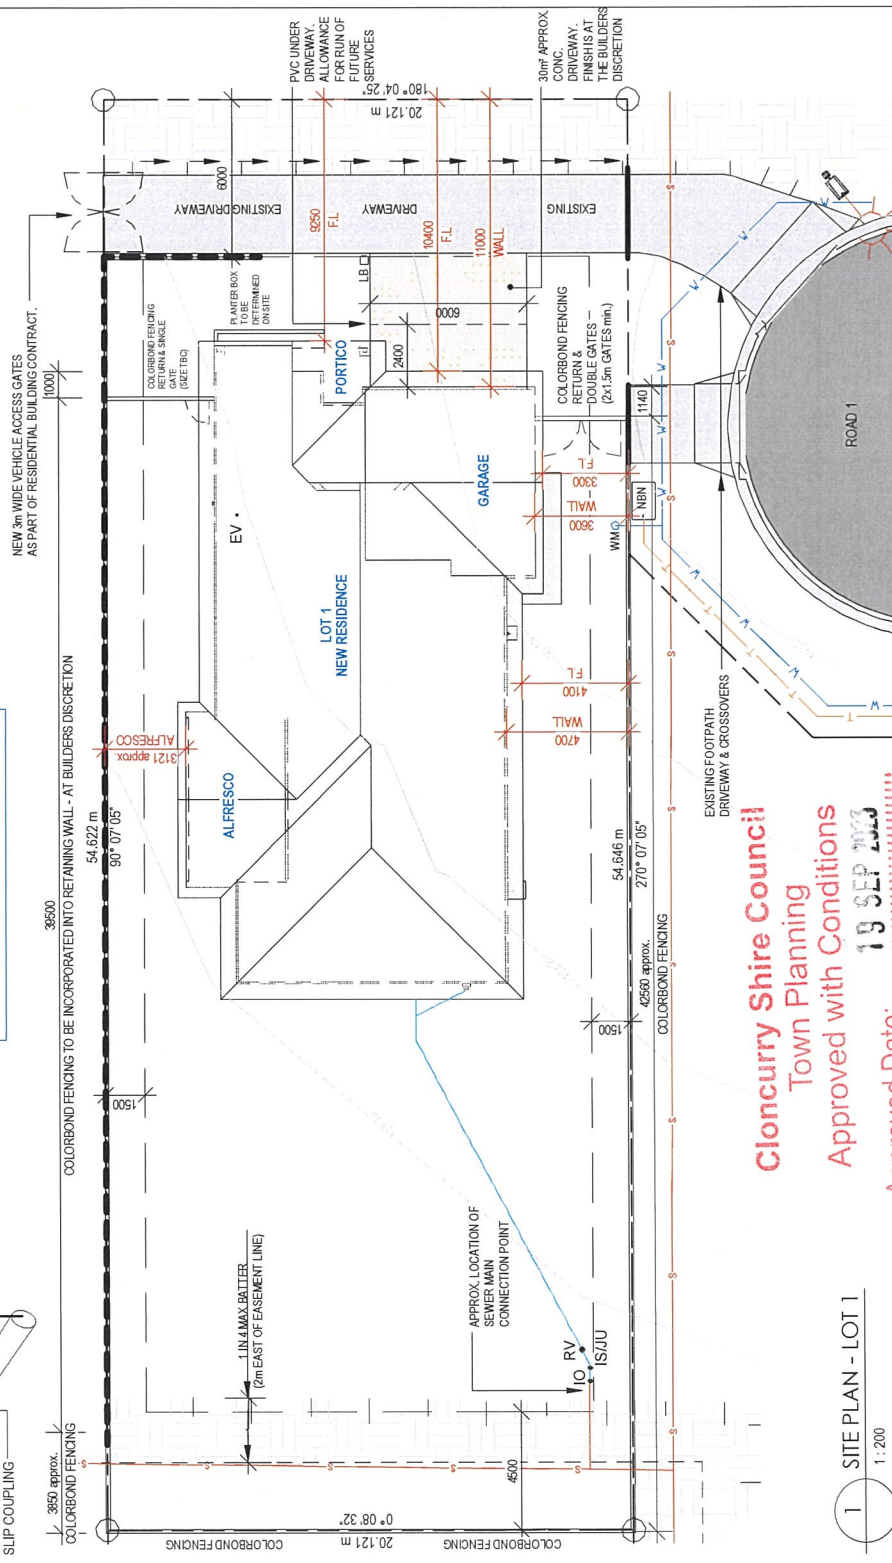 NEW 3m WIDE VEHICLE ACCESS GATES
AS PART OF RESIDENTIAL BUILDING CONTRACT.
SLIP COUPLING
3850 approx.
COLORBOND FENCING
39500
COLORBOND FENCING TO BE INCORPORATED INTO RETAINING WALL - AT BUILDERS DISCRETION
1000
54.622 m
90° 07' 05"
1500
3121 approx.
ALFRESCO
COLORBOND FENCING
RETURN & SINGLE
GATE
(SIZE TBC)
PLANTER BOX
TO BE
DETERMINED
ON SITE
6000
EXISTING DRIVEWAY
DRIVEWAY
EXISTING
PVC UNDER
DRIVEWAY.
ALLOWANCE
FOR RUN OF
FUTURE
SERVICES
180° 04' 25"
20.121 m
30m² APPROX.
CONC.
DRIVEWAY.
FINISH IS AT
THE BUILDERS
DISCRETION
9250
F.L
10400
F.L
11000
WALL
LB
6000
2400
PORTICO
EV
ALFRESCO
LOT 1
NEW RESIDENCE
GARAGE
COLORBOND FENCING
RETURN &
DOUBLE GATES
(2x1.5m GATES min.)
1140
3300
F.L
3600
WALL
4100
F.L
4700
WALL
WM
NBN
ROAD 1
1 IN 4 MAX. BATTER
(2m EAST OF EASEMENT LINE)
APPROX. LOCATION OF
SEWER MAIN
CONNECTION POINT
RV
IO
IS/JU
4500
0° 08' 32"
20.121 m
COLORBOND FENCING
COLORBOND FENCING
1500
54.646 m
270° 07' 05"
42560 approx.
COLORBOND FENCING
EXISTING FOOTPATH
DRIVEWAY & CROSSOVERS
S S S S S S S S S S S
W W W W W W W W
T T T T
Cloncurry Shire Council
Town Planning
Approved with Conditions
19 SEP 2023
1
SITE PLAN - LOT 1
1 : 200